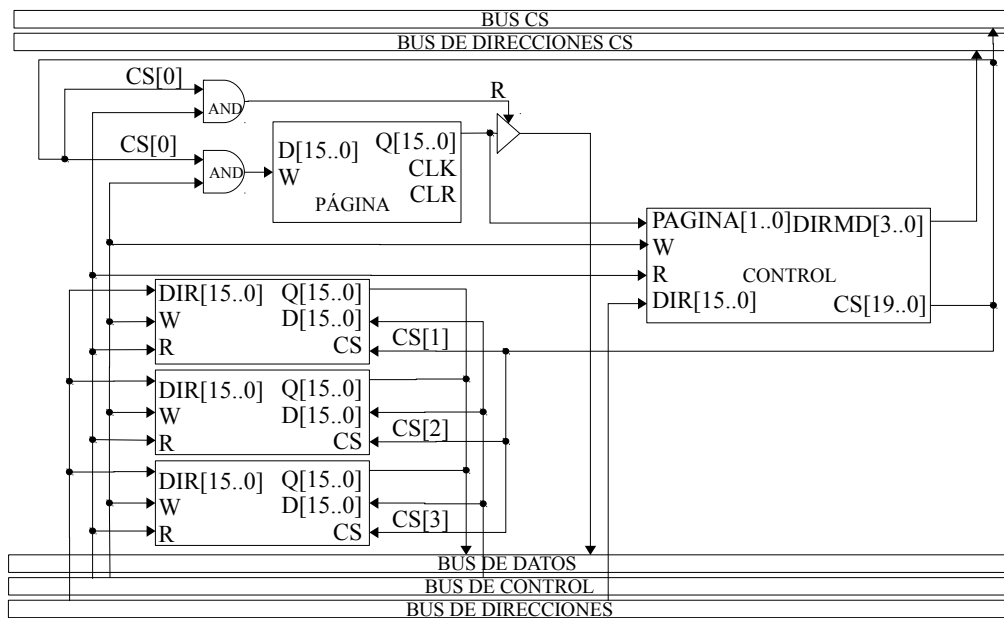 BUS CS
BUS DE DIRECCIONES CS
CS[0]
AND
R
CS[0]
AND
D[15..0]
Q[15..0]
W
CLK
CLR
PÁGINA
PAGINA[1..0]
DIRMD[3..0]
W
R
CONTROL
DIR[15..0]
CS[19..0]
DIR[15..0]
Q[15..0]
W
D[15..0]
R
CS
CS[1]
DIR[15..0]
Q[15..0]
W
D[15..0]
R
CS
CS[2]
DIR[15..0]
Q[15..0]
W
D[15..0]
R
CS
CS[3]
BUS DE DATOS
BUS DE CONTROL
BUS DE DIRECCIONES